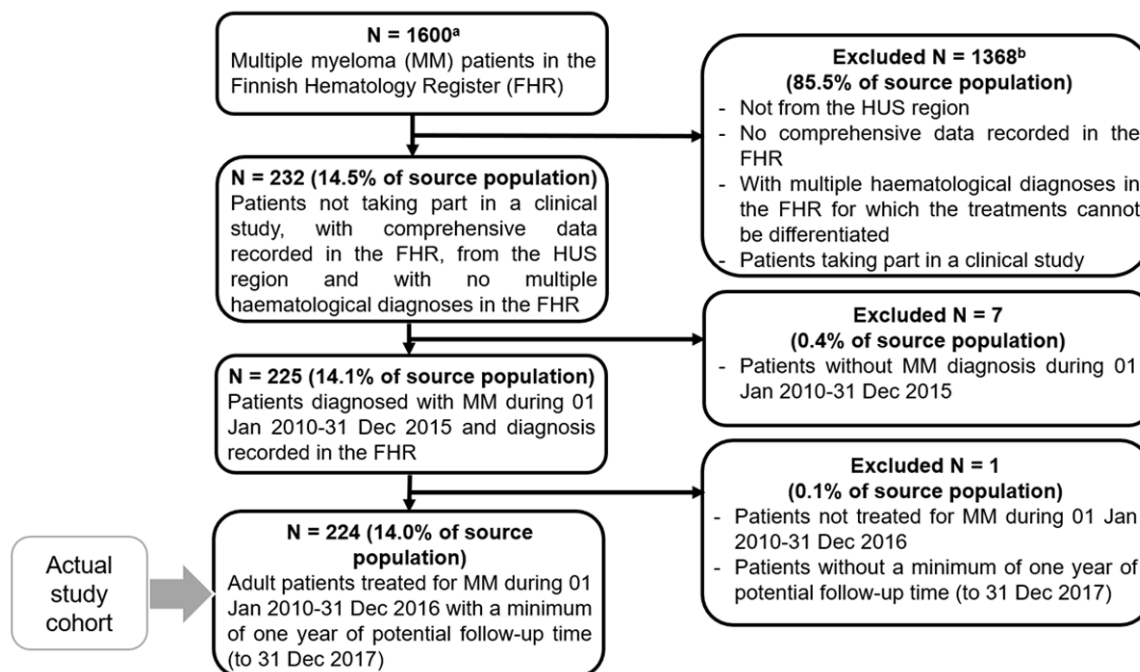 N = 1600ᵃ
Multiple myeloma (MM) patients in the
Finnish Hematology Register (FHR)
Excluded N = 1368ᵇ
(85.5% of source population)
- Not from the HUS region
- No comprehensive data recorded in the
FHR
- With multiple haematological diagnoses in
the FHR for which the treatments cannot
be differentiated
- Patients taking part in a clinical study
N = 232 (14.5% of source population)
Patients not taking part in a clinical
study, with comprehensive data
recorded in the FHR, from the HUS
region and with no multiple
haematological diagnoses in the FHR
Excluded N = 7
(0.4% of source population)
- Patients without MM diagnosis during 01
Jan 2010-31 Dec 2015
N = 225 (14.1% of source population)
Patients diagnosed with MM during 01
Jan 2010-31 Dec 2015 and diagnosis
recorded in the FHR
Excluded N = 1
(0.1% of source population)
- Patients not treated for MM during 01 Jan
2010-31 Dec 2016
- Patients without a minimum of one year of
potential follow-up time (to 31 Dec 2017)
Actual
study
cohort
N = 224 (14.0% of source
population)
Adult patients treated for MM during 01
Jan 2010-31 Dec 2016 with a minimum
of one year of potential follow-up time
(to 31 Dec 2017)